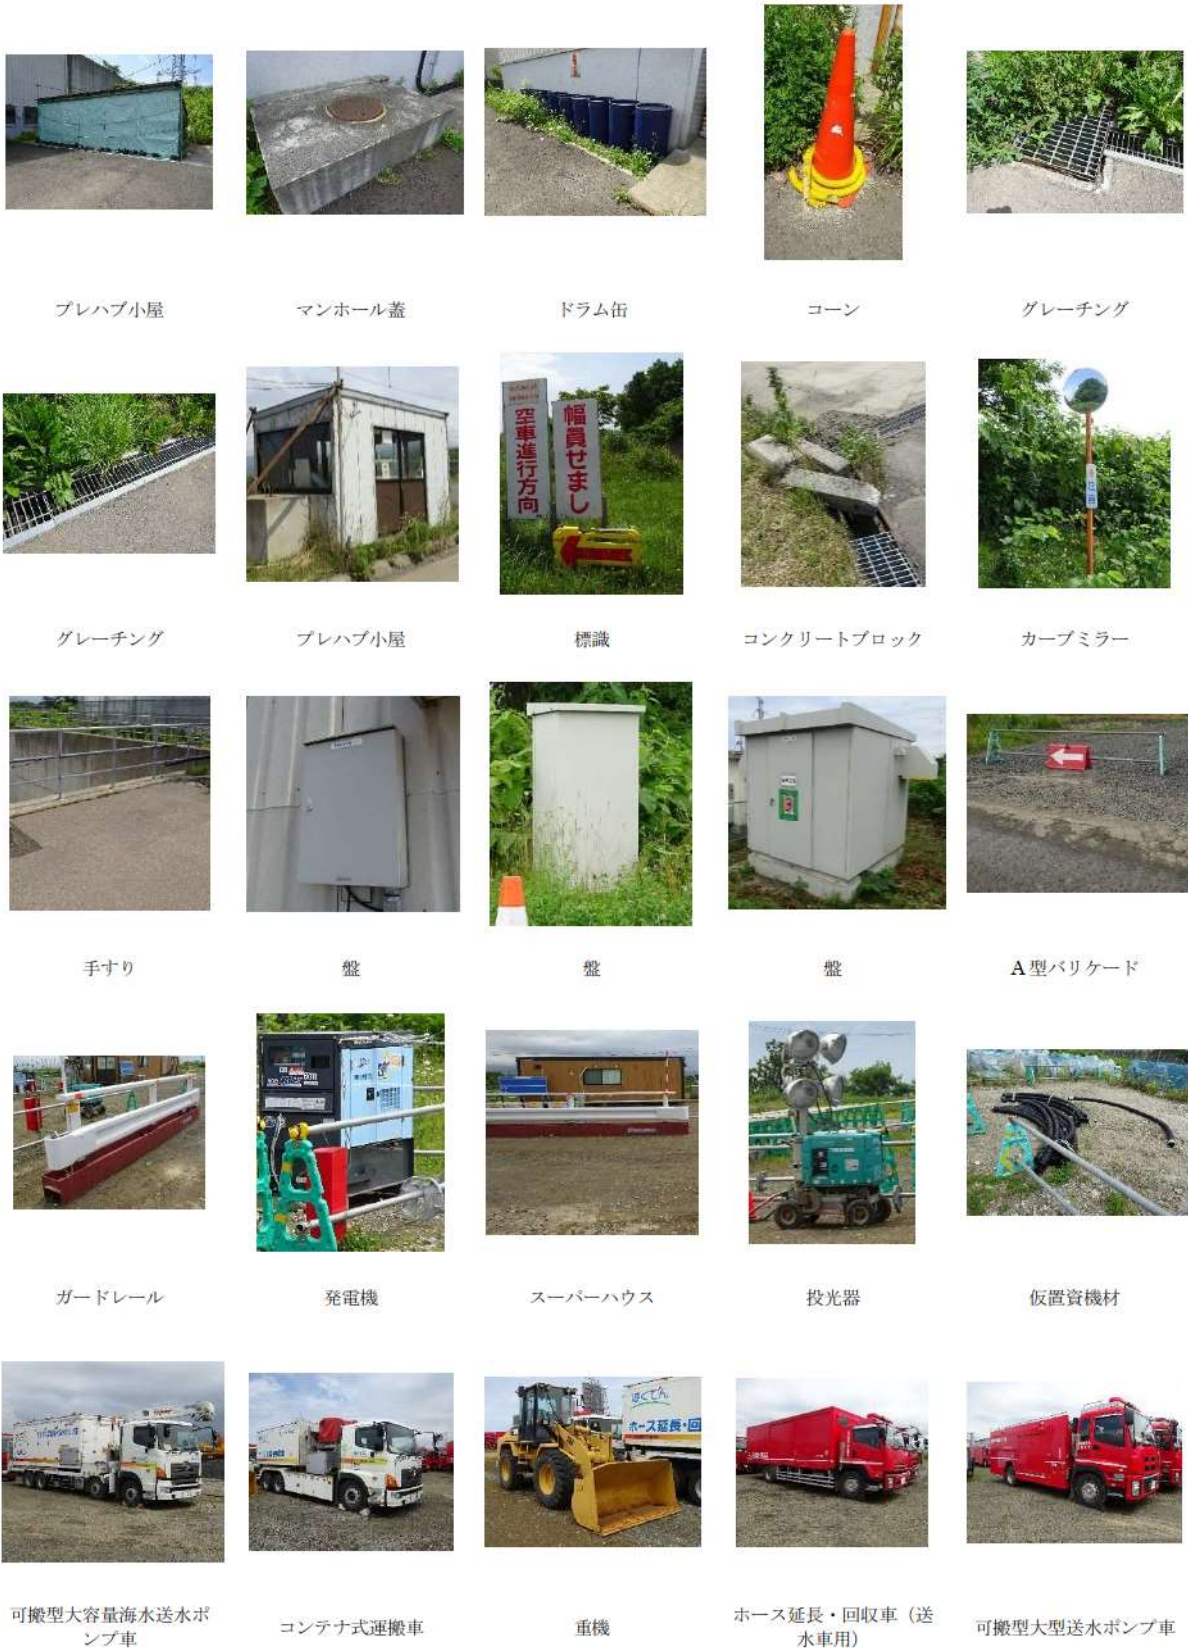 プレハブ小屋
マンホール蓋
ドラム缶
コーン
グレーチング
空車進行方向
幅員せまし
グレーチング
プレハブ小屋
標識
コンクリートブロック
カーブミラー
手すり
盤
盤
盤
A型バリケード
ガードレール
発電機
スーパーハウス
投光器
仮置資機材
ほくでん
ホース延長・回
可搬型大容量海水送水ポ
ンプ車
コンテナ式運搬車
重機
ホース延長・回収車（送
水車用）
可搬型大型送水ポンプ車